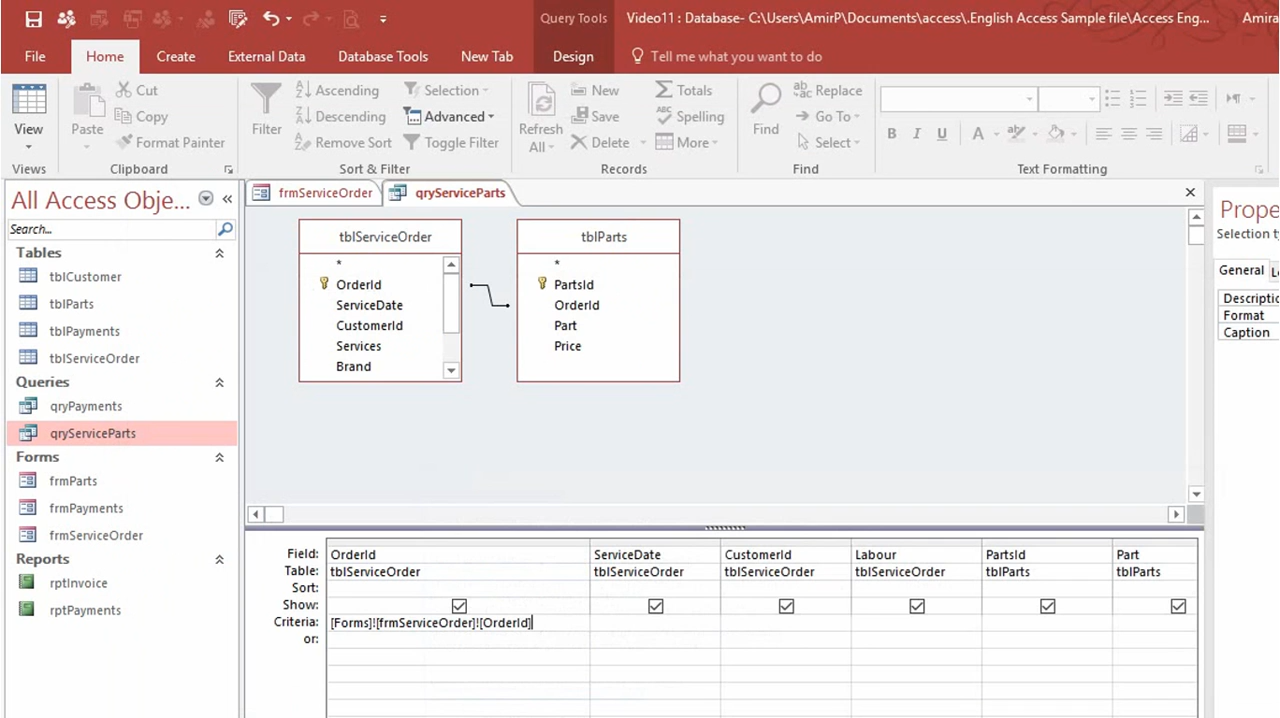 Query Tools
Video11 : Database- C:\Users\AmirP\Documents\access\.English Access Sample file\Access Eng...
Amira
File Home Create External Data Database Tools New Tab Design Tell me what you want to do
View
Views
Paste
Cut
Copy
Format Painter
Clipboard
Filter
Ascending
Descending
Remove Sort
Selection
Advanced
Toggle Filter
Sort & Filter
Refresh
All
New
Save
Delete
Totals
Spelling
More
Records
Find
Replace
Go To
Select
Find
B I U A
Text Formatting
All Access Obje...
Search...
Tables
tblCustomer
tblParts
tblPayments
tblServiceOrder
Queries
qryPayments
qryServiceParts
Forms
frmParts
frmPayments
frmServiceOrder
Reports
rptInvoice
rptPayments
frmServiceOrder qryServiceParts
tblServiceOrder
*
OrderId
ServiceDate
CustomerId
Services
Brand
tblParts
*
PartsId
OrderId
Part
Price
Field: OrderId ServiceDate CustomerId Labour PartsId Part
Table: tblServiceOrder tblServiceOrder tblServiceOrder tblServiceOrder tblParts tblParts
Sort:
Show:
Criteria: [Forms]![frmServiceOrder]![OrderId]
or:
Prope
Selection ty
General
Descriptio
Format
Caption